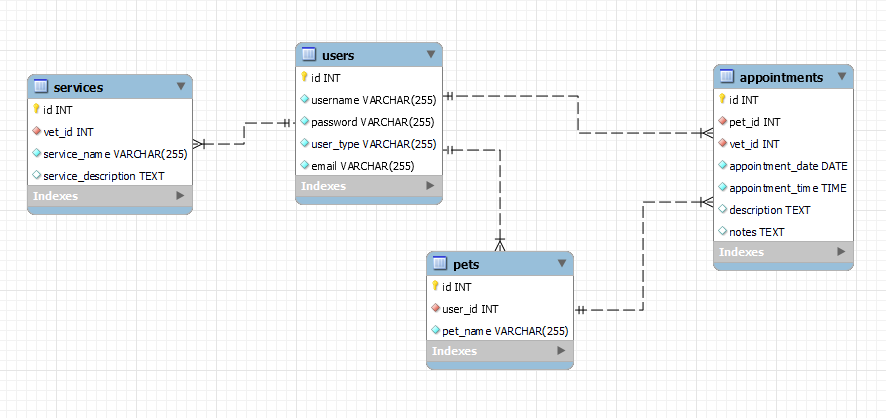 services
id INT
vet_id INT
service_name VARCHAR(255)
service_description TEXT
Indexes
users
id INT
username VARCHAR(255)
password VARCHAR(255)
user_type VARCHAR(255)
email VARCHAR(255)
Indexes
pets
id INT
user_id INT
pet_name VARCHAR(255)
Indexes
appointments
id INT
pet_id INT
vet_id INT
appointment_date DATE
appointment_time TIME
description TEXT
notes TEXT
Indexes